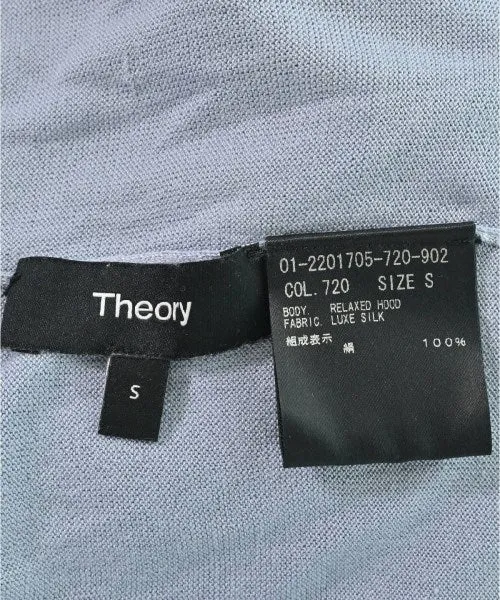 Theory
S
01-2201705-720-902
COL.720 SIZE S
BODY. RELAXED HOOD
FABRIC. LUXE SILK
組成表示
絹 100%